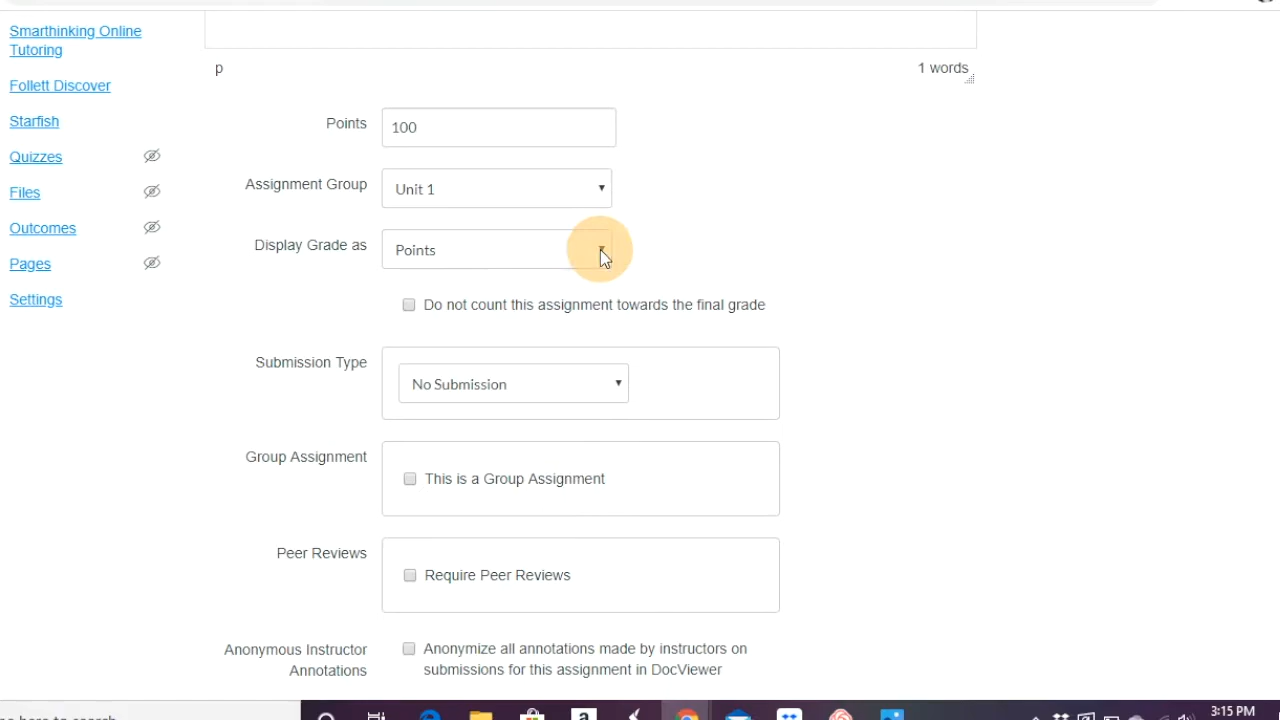 Smarthinking Online
Tutoring
Follett Discover
Starfish
Quizzes
Files
Outcomes
Pages
Settings
p
1 words
Points
100
Assignment Group
Unit 1
Display Grade as
Points
Do not count this assignment towards the final grade
Submission Type
No Submission
Group Assignment
This is a Group Assignment
Peer Reviews
Require Peer Reviews
Anonymous Instructor
Annotations
Anonymize all annotations made by instructors on
submissions for this assignment in DocViewer
here to search
3:15 PM